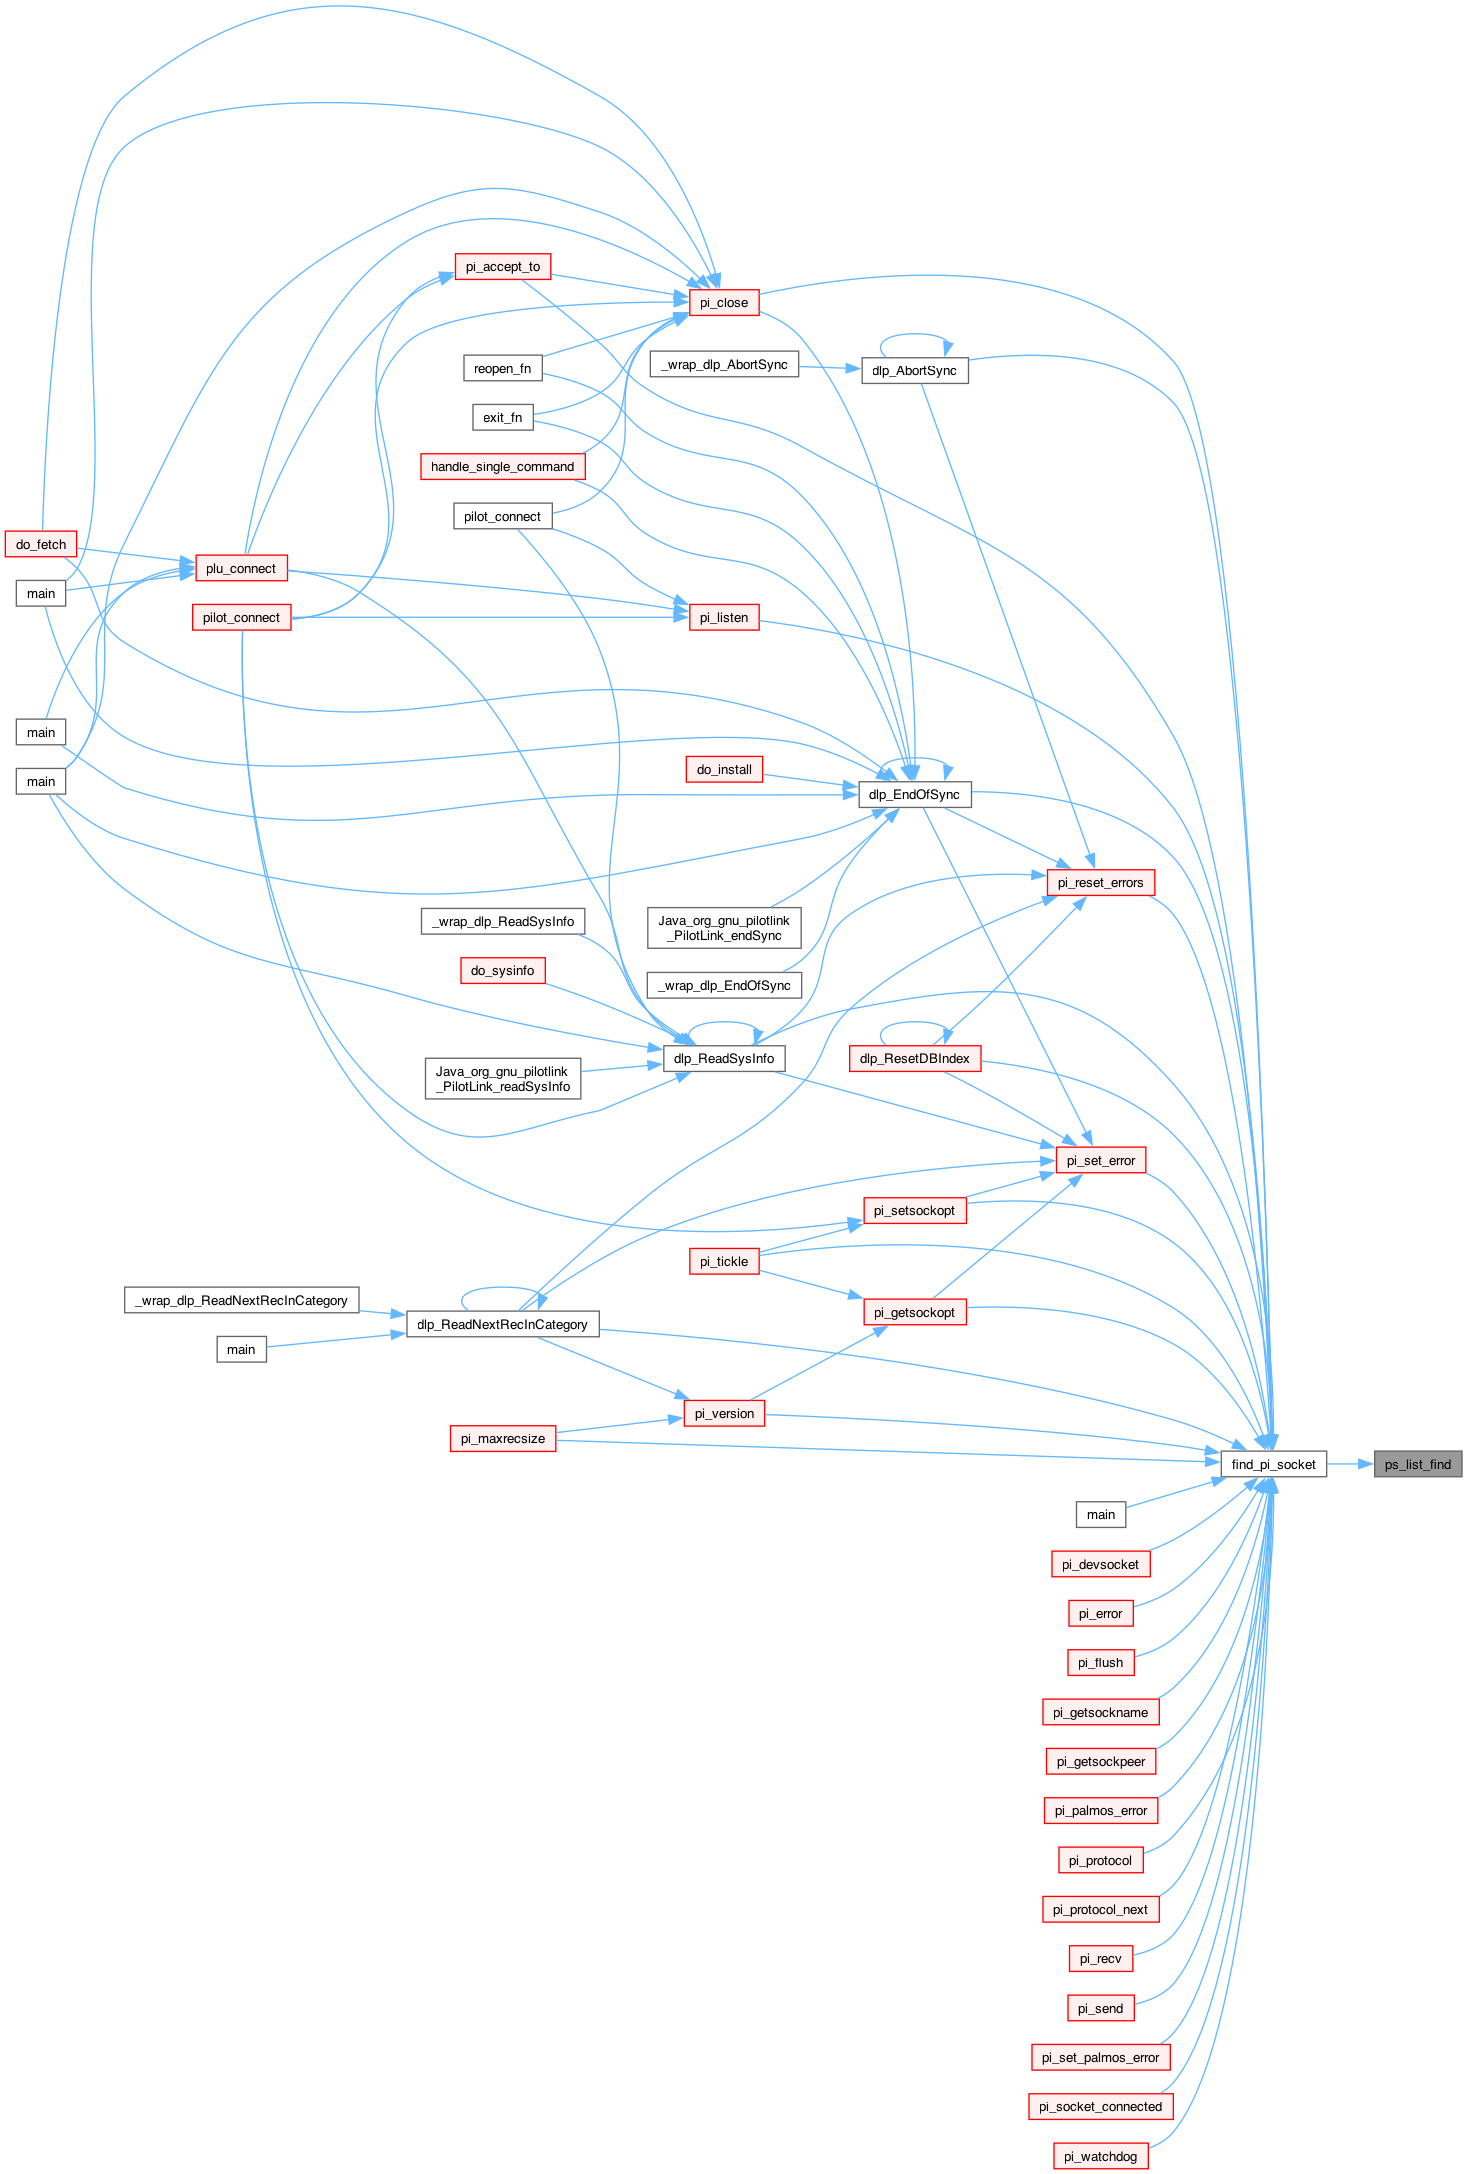 pi_accept_to
pi_close
reopen_fn
_wrap_dlp_AbortSync
dlp_AbortSync
exit_fn
handle_single_command
pilot_connect
do_fetch
plu_connect
main
pilot_connect
pi_listen
main
main
do_install
dlp_EndOfSync
pi_reset_errors
_wrap_dlp_ReadSysInfo
Java_org_gnu_pilotlink
_PilotLink_endSync
do_sysinfo
_wrap_dlp_EndOfSync
dlp_ReadSysInfo
dlp_ResetDBIndex
Java_org_gnu_pilotlink
_PilotLink_readSysInfo
pi_set_error
pi_setsockopt
pi_tickle
_wrap_dlp_ReadNextRecInCategory
pi_getsockopt
dlp_ReadNextRecInCategory
main
pi_version
pi_maxrecsize
find_pi_socket
ps_list_find
main
pi_devsocket
pi_error
pi_flush
pi_getsockname
pi_getsockpeer
pi_palmos_error
pi_protocol
pi_protocol_next
pi_recv
pi_send
pi_set_palmos_error
pi_socket_connected
pi_watchdog